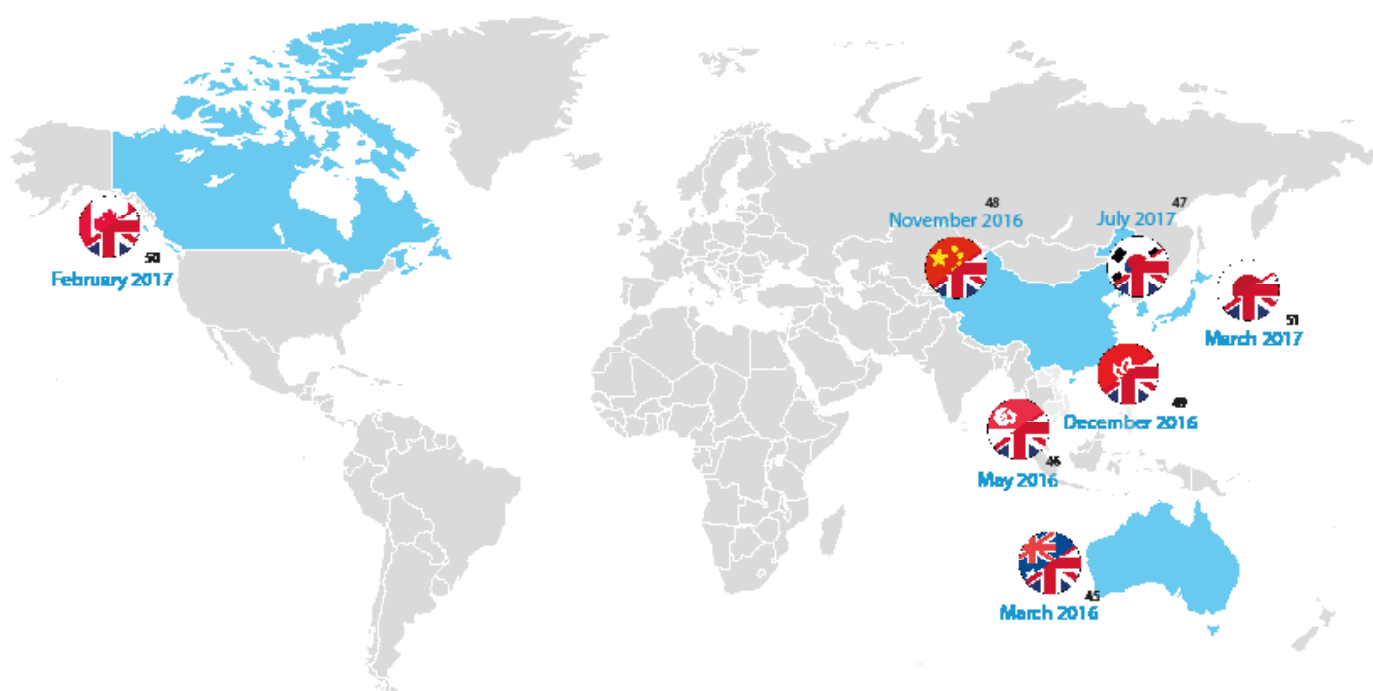 48
November 2016
47
July 2017
50
February 2017
51
March 2017
49
December 2016
46
May 2016
45
March 2016